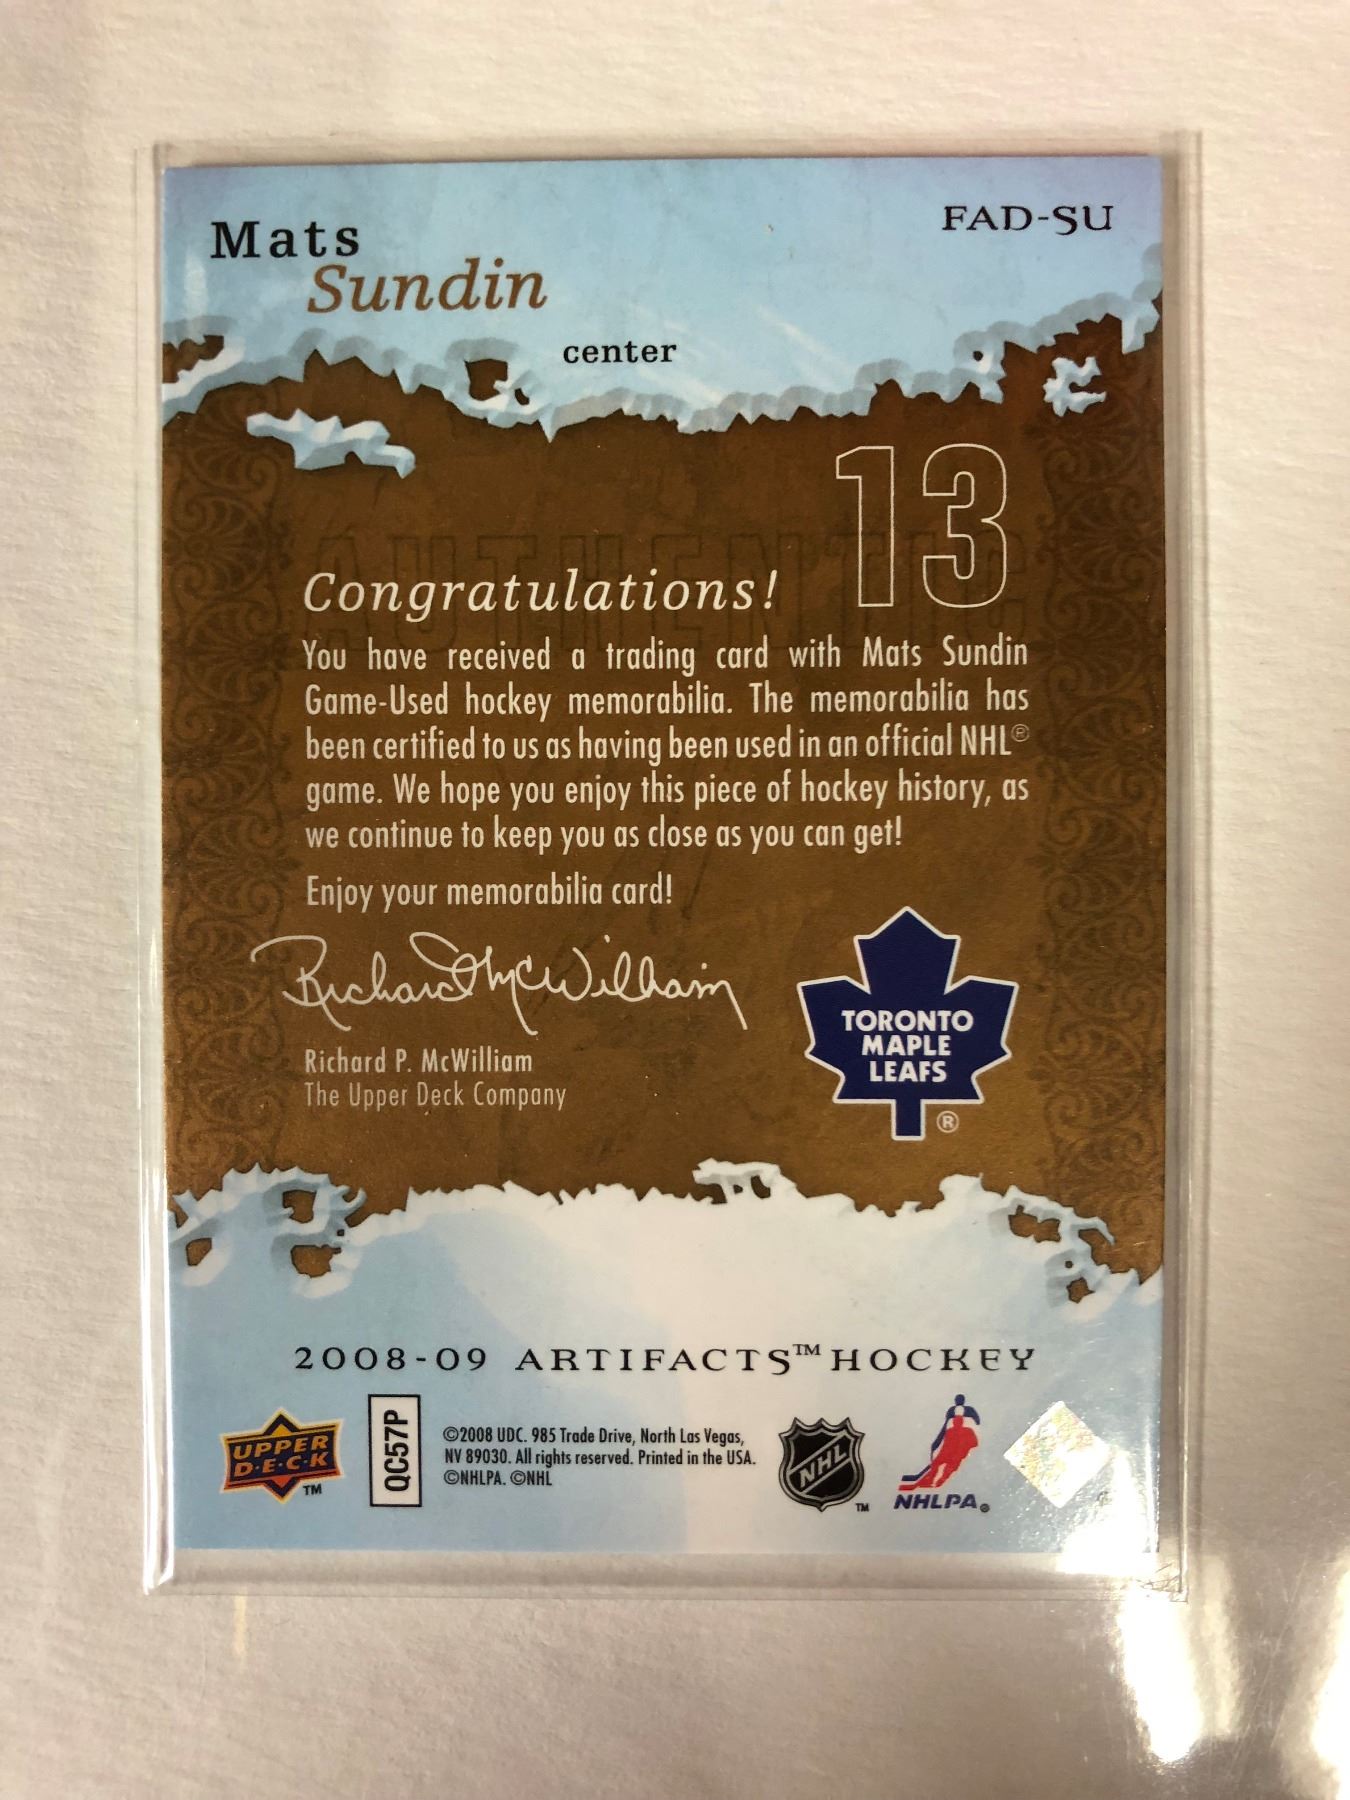 Mats
Sundin
center
FAD-SU
13
AUTHENTIC
Congratulations!
You have received a trading card with Mats Sundin
Game-Used hockey memorabilia. The memorabilia has
been certified to us as having been used in an official NHL®
game. We hope you enjoy this piece of hockey history, as
we continue to keep you as close as you can get!
Enjoy your memorabilia card!
Richard McWilliam
Richard P. McWilliam
The Upper Deck Company
TORONTO
MAPLE
LEAFS
®
2008-09 ARTIFACTS™ HOCKEY
UPPER
D·E·C·K
TM
QC57P
©2008 UDC. 985 Trade Drive, North Las Vegas,
NV 89030. All rights reserved. Printed in the USA.
©NHLPA. ©NHL
NHL
TM
NHLPA®